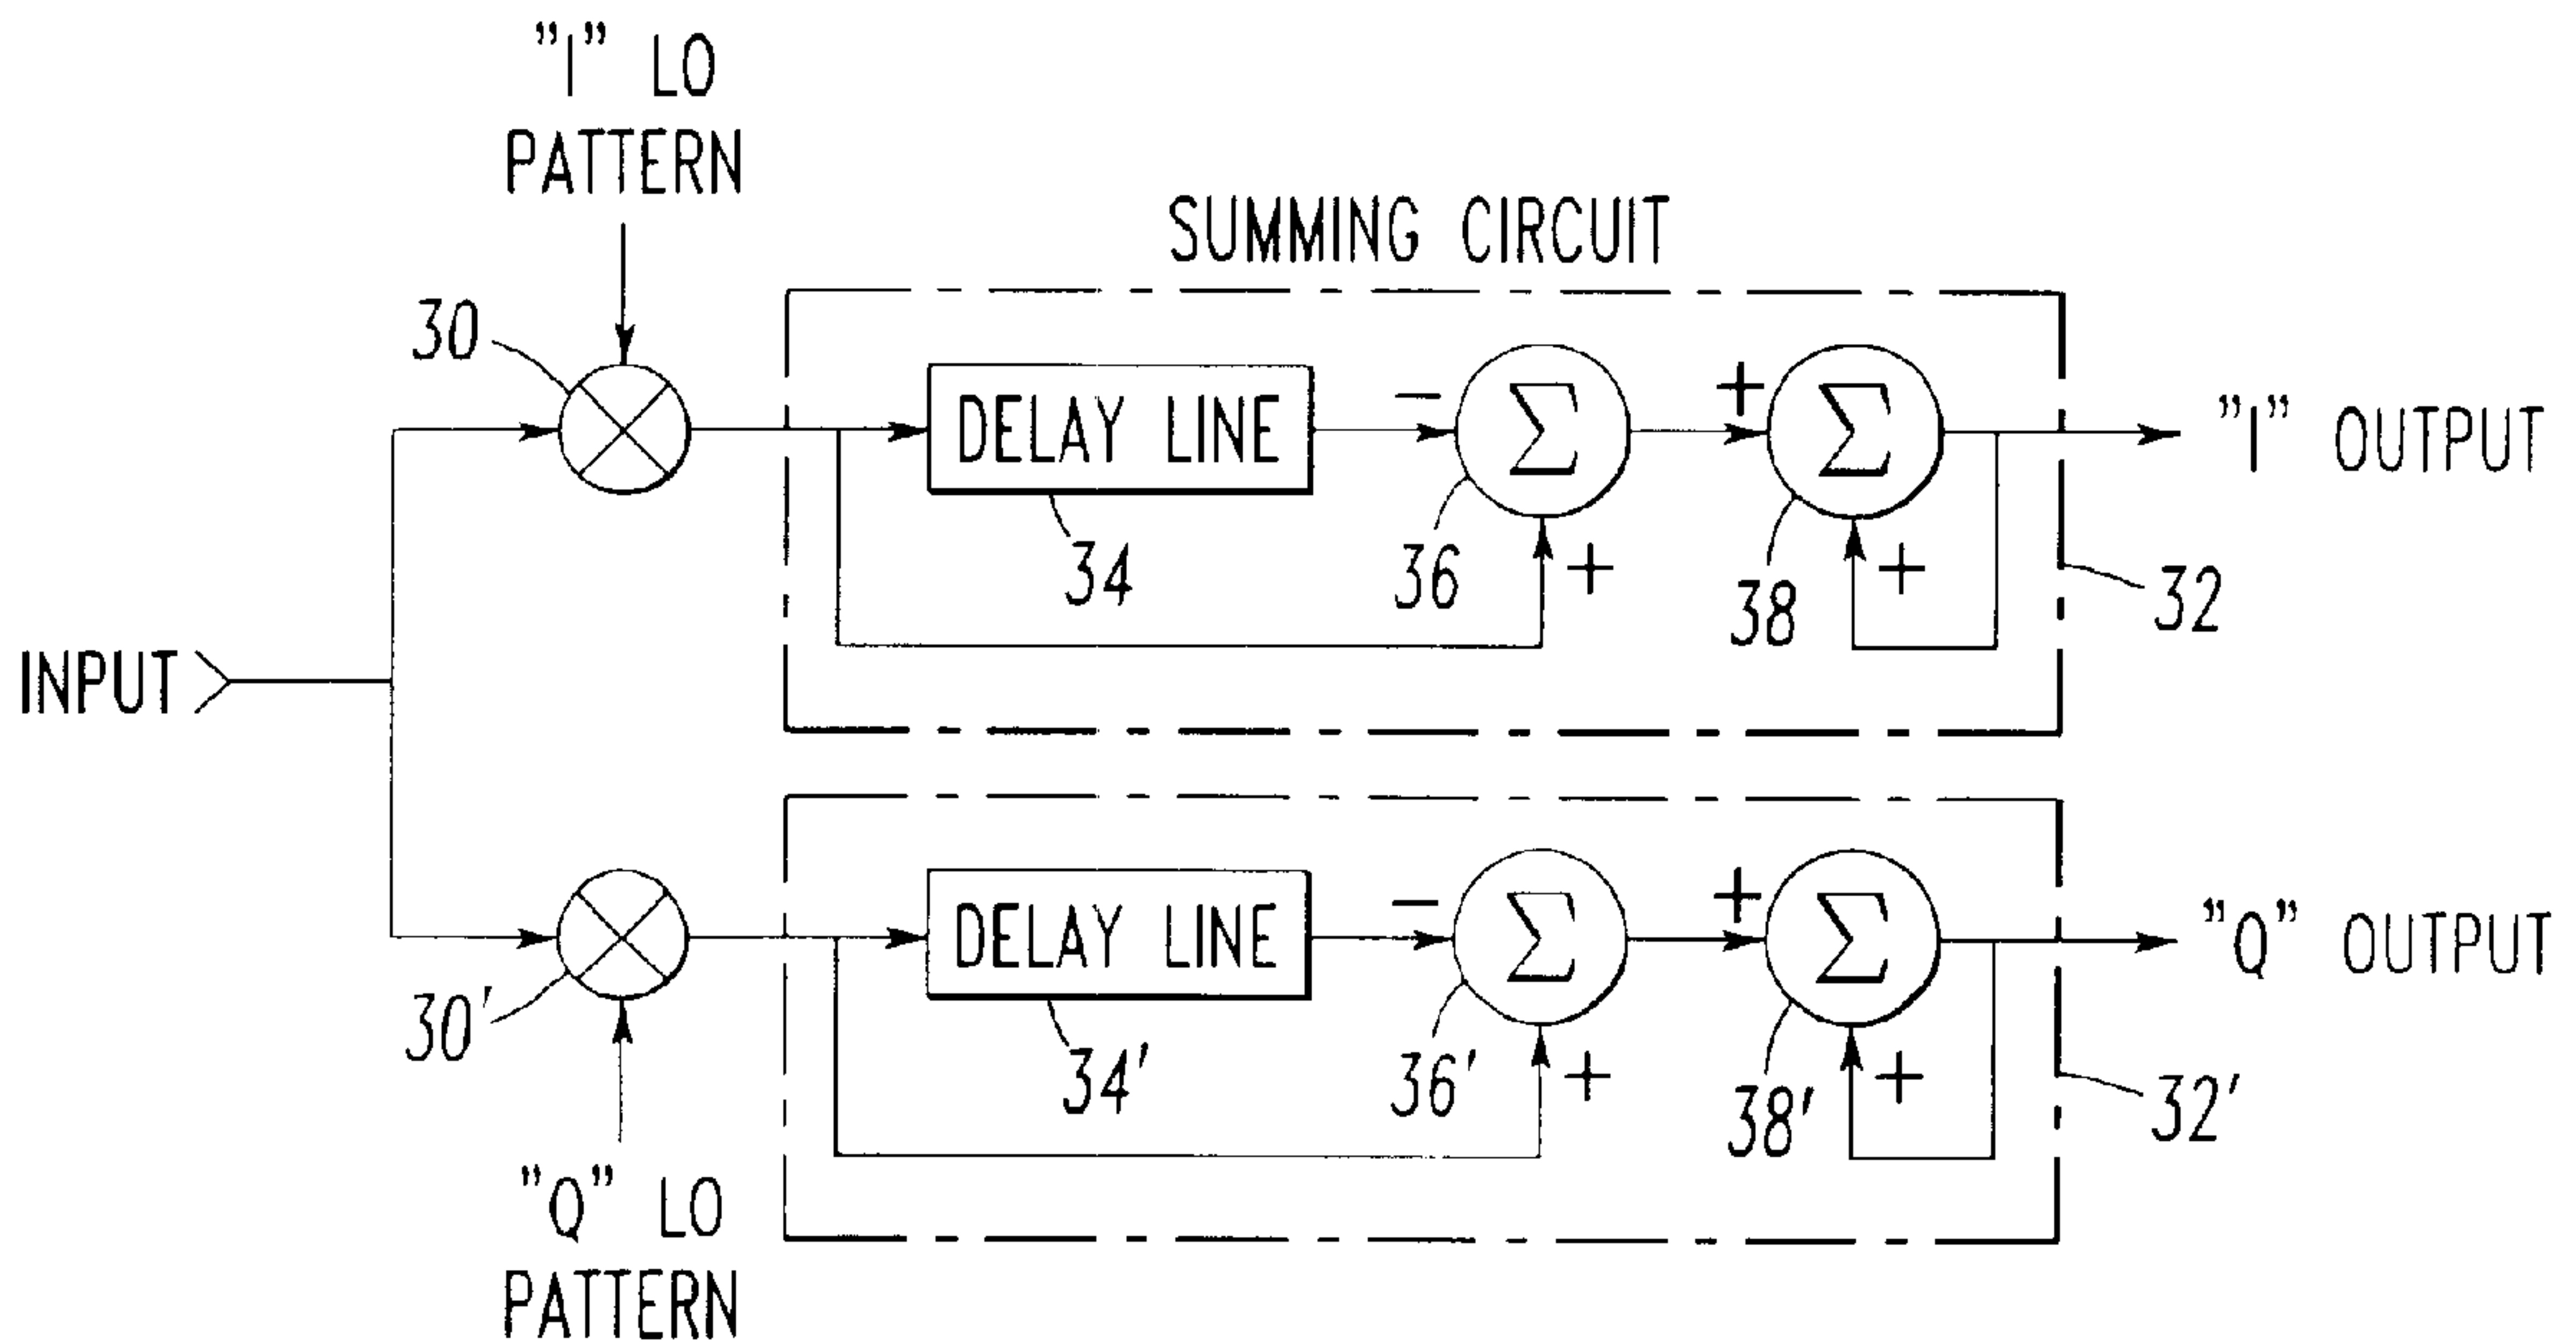 "I" LO
PATTERN
SUMMING CIRCUIT
30
DELAY LINE
− Σ + Σ
"I" OUTPUT
34
36 +
38 +
32
INPUT
DELAY LINE
− Σ + Σ
"Q" OUTPUT
30'
34'
36' +
38' +
32'
"Q" LO
PATTERN